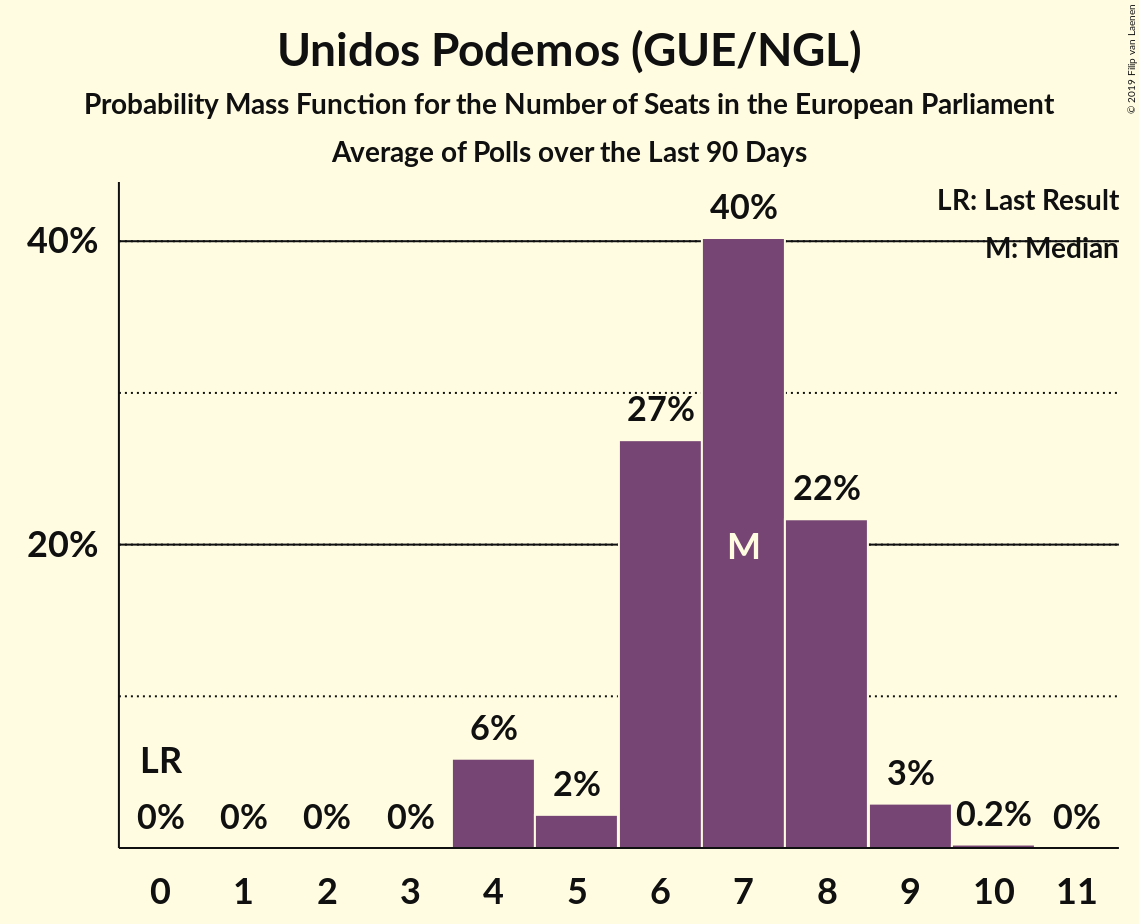 Unidos Podemos (GUE/NGL)
Probability Mass Function for the Number of Seats in the European Parliament
Average of Polls over the Last 90 Days
© 2019 Filip van Laenen
LR: Last Result
M: Median
40%
20%
LR
0%
0%
0%
0%
6%
2%
27%
40%
M
22%
3%
0.2%
0%
0 1 2 3 4 5 6 7 8 9 10 11